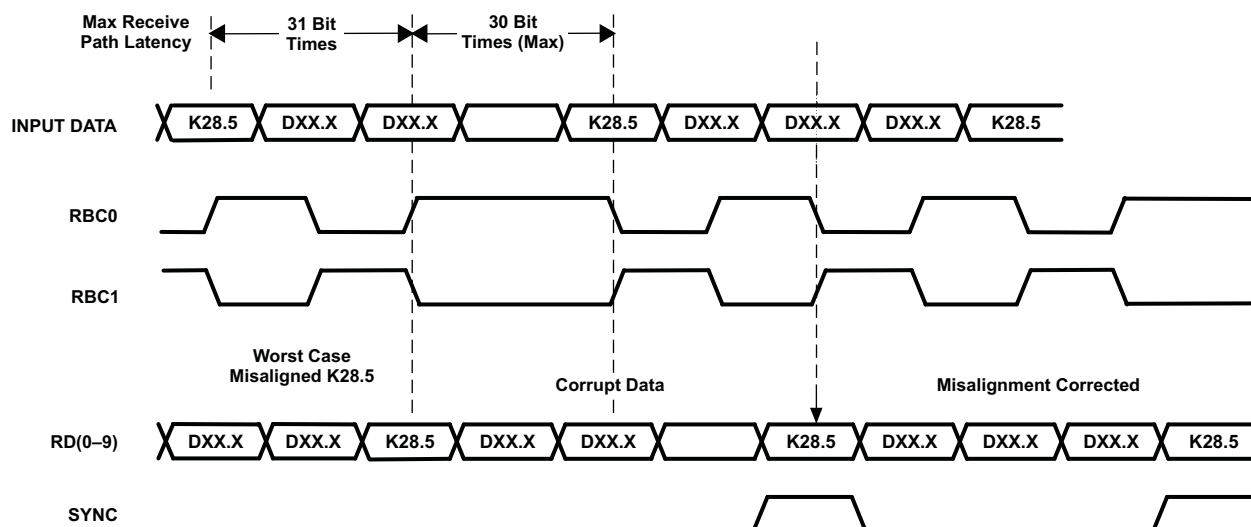 Max Receive
Path Latency
31 Bit
Times
30 Bit
Times (Max)
INPUT DATA
K28.5 DXX.X DXX.X K28.5 DXX.X DXX.X DXX.X K28.5
RBC0
RBC1
Worst Case
Misaligned K28.5
Corrupt Data
Misalignment Corrected
RD(0–9)
DXX.X DXX.X K28.5 DXX.X DXX.X K28.5 DXX.X DXX.X DXX.X K28.5
SYNC